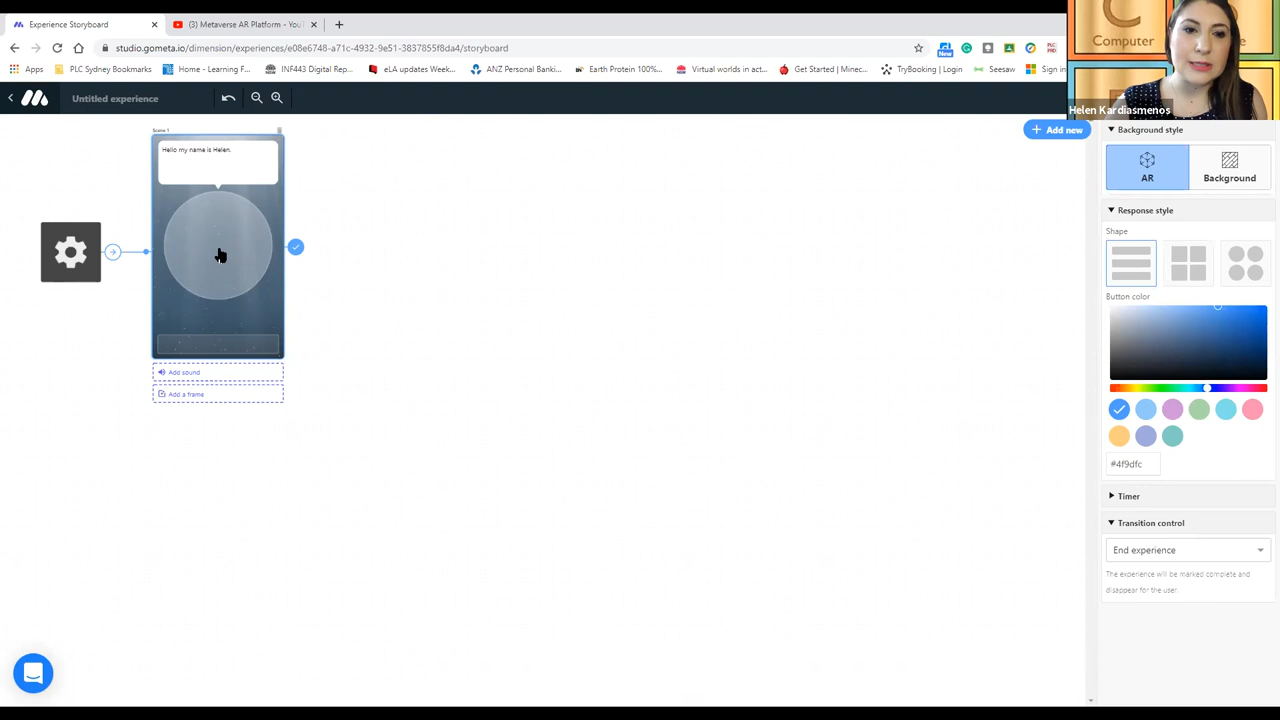 Experience Storyboard
(3) Metaverse AR Platform - You
studio.gometa.io/dimension/experiences/e08e6748-a71c-4932-9e51-3837855f8da4/storyboard
Apps
PLC Sydney Bookmarks
Home - Learning F...
INF443 Digital Rep...
eLA updates Week...
ANZ Personal Banki...
Earth Protein 100%...
Virtual worlds in act...
Get Started | Minec...
TryBooking | Login
Seesaw
Sign in
New
C
Computer
Helen Kardiasmenos
Untitled experience
Add new
Scene 1
Hello my name is Helen.
Add sound
Add a frame
Background style
AR
Background
Response style
Shape
Button color
#4f9dfc
Timer
Transition control
End experience
The experience will be marked complete and
disappear for the user.